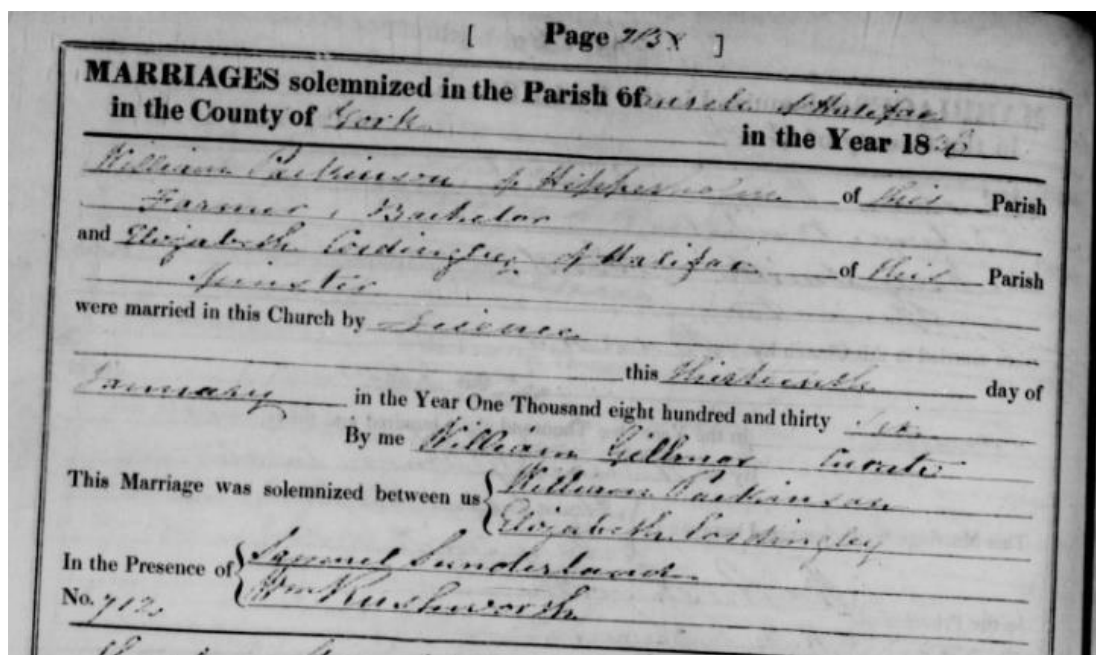 [ Page ]
MARRIAGES solemnized in the Parish of Halifax
in the County of York in the Year 1836
William Parkinson of Hipperholme of this Parish
Farmer, Bachelor
and Elizabeth Cordingley of Halifax of this Parish
Spinster
were married in this Church by License
this thirteenth day of
January in the Year One Thousand eight hundred and thirty six
By me William Gillmor Curate
This Marriage was solemnized between us { William Parkinson
Elizabeth Cordingley
In the Presence of { Samuel Sunderland
Wm Rushworth
No. 712.